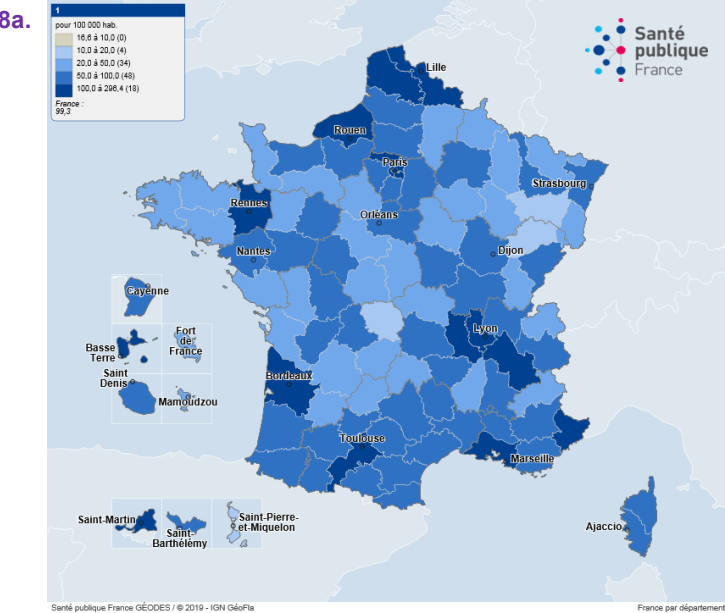 8a.
1
pour 100 000 hab.
16,6 à 10,0 (0)
10,0 à 20,0 (4)
20,0 à 50,0 (34)
50,0 à 100,0 (48)
100,0 à 296,4 (18)
France :
99,3
Santé
publique
France
Lille
Rouen
Paris
Strasbourg
Rennes
Orléans
Nantes
Dijon
Cayenne
Lyon
Basse
Terre
Fort
de
France
Saint
Denis
Mamoudzou
Bordeaux
Toulouse
Marseille
Saint-Martin
Saint-
Barthélémy
Saint-Pierre-
et-Miquelon
Ajaccio
Santé publique France GÉODES / © 2019 - IGN GéoFla
France par département